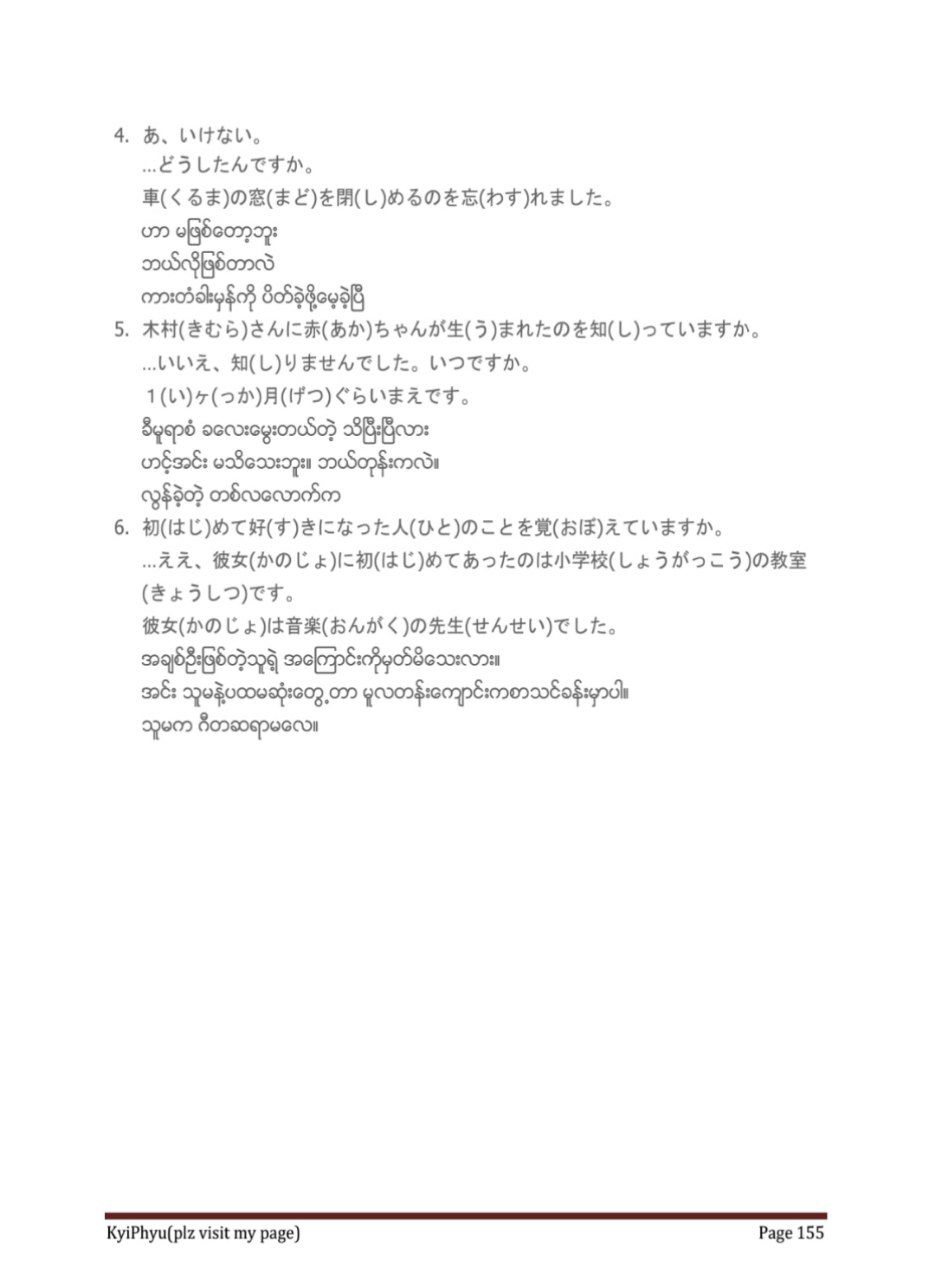 4. あ、いけない。
...どうしたんですか。
車(くるま)の窓(まど)を閉(し)めるのを忘(わす)れました。
ဟာ မဖြစ်တော့ဘူး
ဘယ်လိုဖြစ်တာလဲ
ကားတံခါးမှန်ကို ပိတ်ခဲ့ဖို့မေ့ခဲ့ပြီ
5. 木村(きむら)さんに赤(あか)ちゃんが生(う)まれたのを知(し)っていますか。
...いいえ、知(し)りませんでした。いつですか。
１(い)ヶ(っか)月(げつ)ぐらいまえです。
ခီမူရာစံ ခလေးမွေးတယ်တဲ့ သိပြီးပြီလား
ဟင့်အင်း မသိသေးဘူး။ ဘယ်တုန်းကလဲ။
လွန်ခဲ့တဲ့ တစ်လလောက်က
6. 初(はじ)めて好(す)きになった人(ひと)のことを覚(おぼ)えていますか。
...ええ、彼女(かのじょ)に初(はじ)めてあったのは小学校(しょうがっこう)の教室
(きょうしつ)です。
彼女(かのじょ)は音楽(おんがく)の先生(せんせい)でした。
အချစ်ဦးဖြစ်တဲ့သူရဲ့ အကြောင်းကိုမှတ်မိသေးလား။
အင်း သူမနဲ့ပထမဆုံးတွေ့တာ မူလတန်းကျောင်းကစာသင်ခန်းမှာပါ။
သူမက ဂီတဆရာမလေ။
KyiPhyu(plz visit my page) Page 155